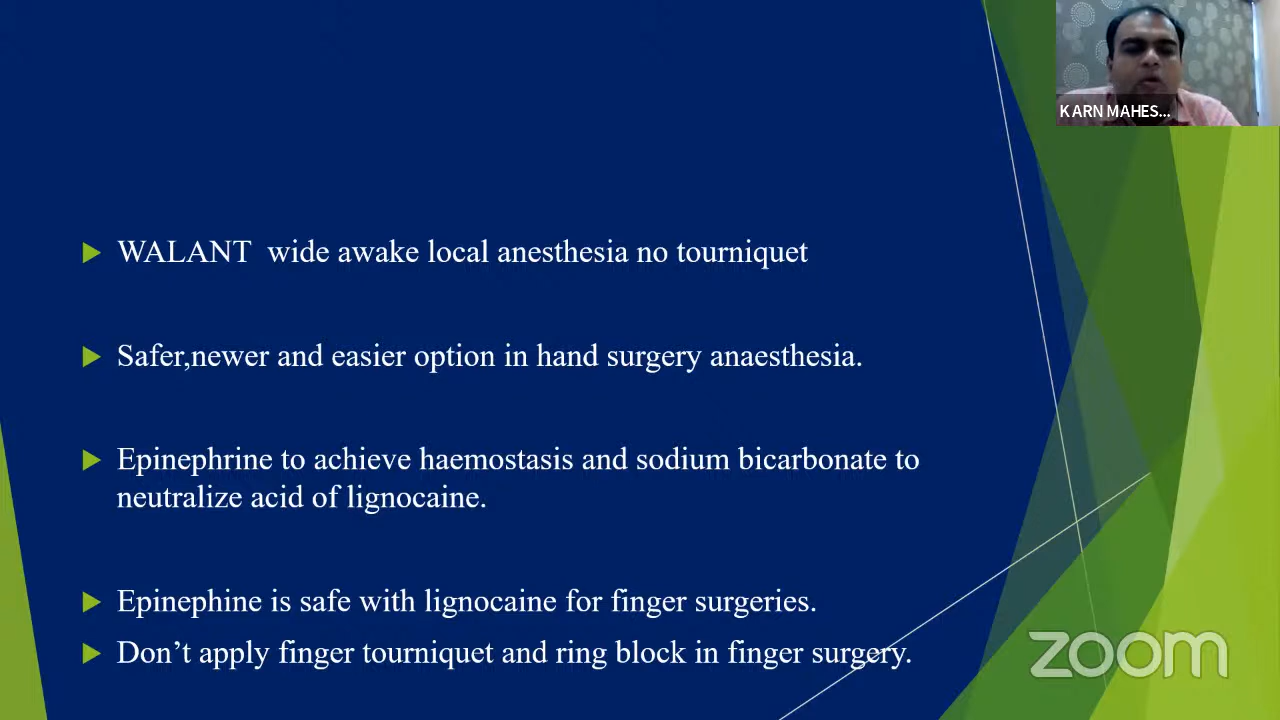 KARN MAHES...
WALANT wide awake local anesthesia no tourniquet
Safer,newer and easier option in hand surgery anaesthesia.
Epinephrine to achieve haemostasis and sodium bicarbonate to
neutralize acid of lignocaine.
Epinephine is safe with lignocaine for finger surgeries.
Don’t apply finger tourniquet and ring block in finger surgery.
zoom